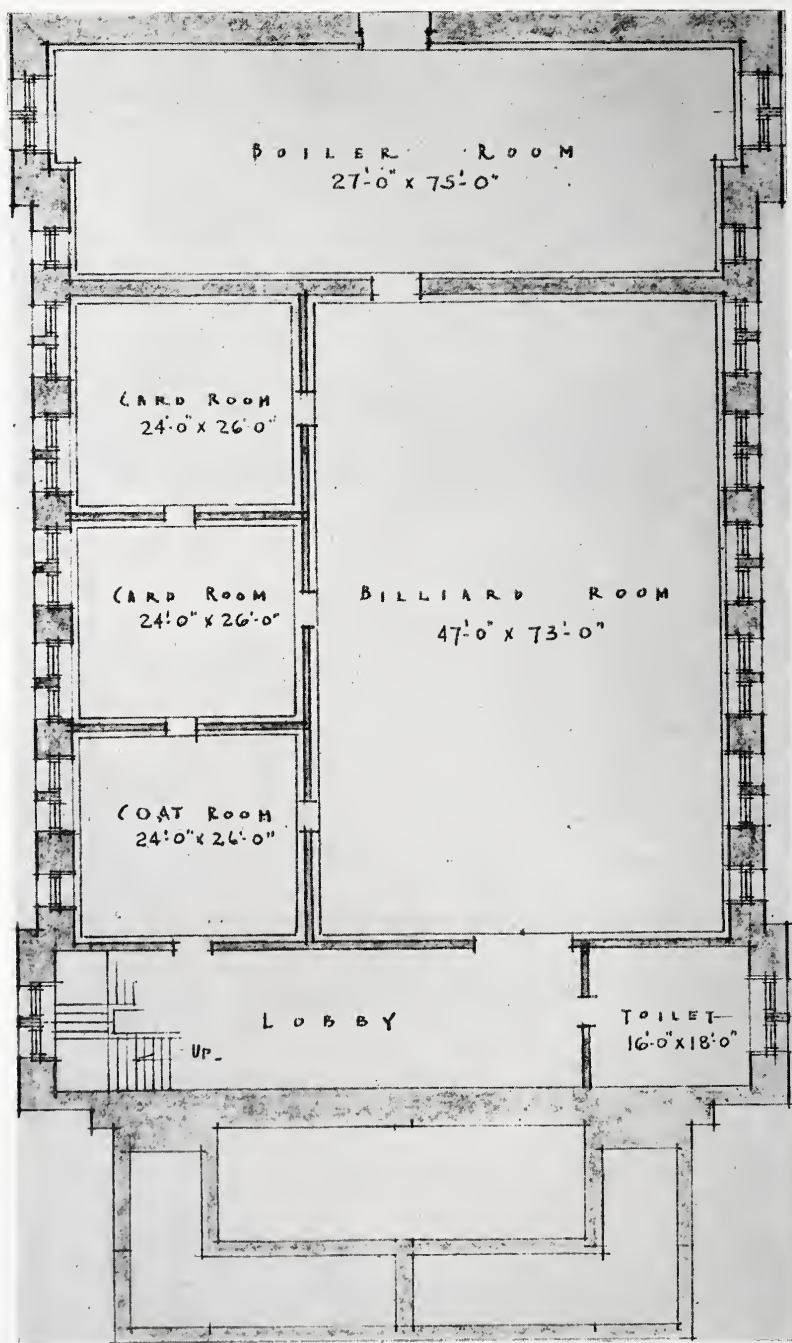 BOILER ROOM
27'-0" x 75'-0"
CARD ROOM
24'-0" x 26'-0"
CARD ROOM
24'-0" x 26'-0"
BILLIARD ROOM
47'-0" x 73'-0"
COAT ROOM
24'-0" x 26'-0"
LOBBY
UP
TOILET
16'-0" x 18'-0"